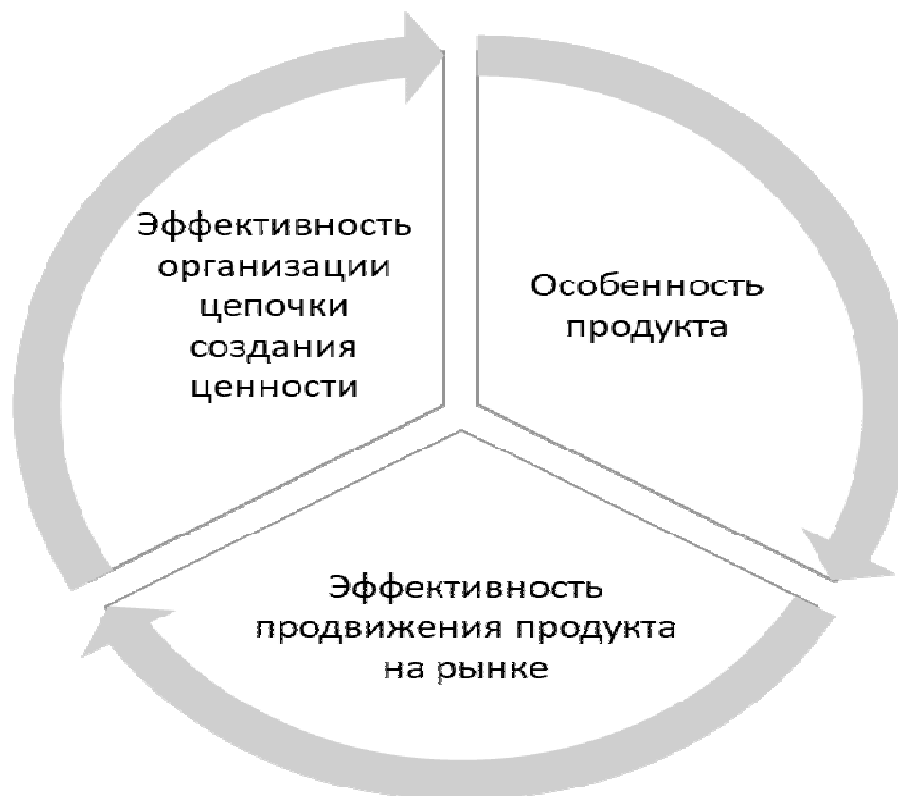 Эффективность
организации
цепочки
создания
ценности
Особенность
продукта
Эффективность
продвижения продукта
на рынке